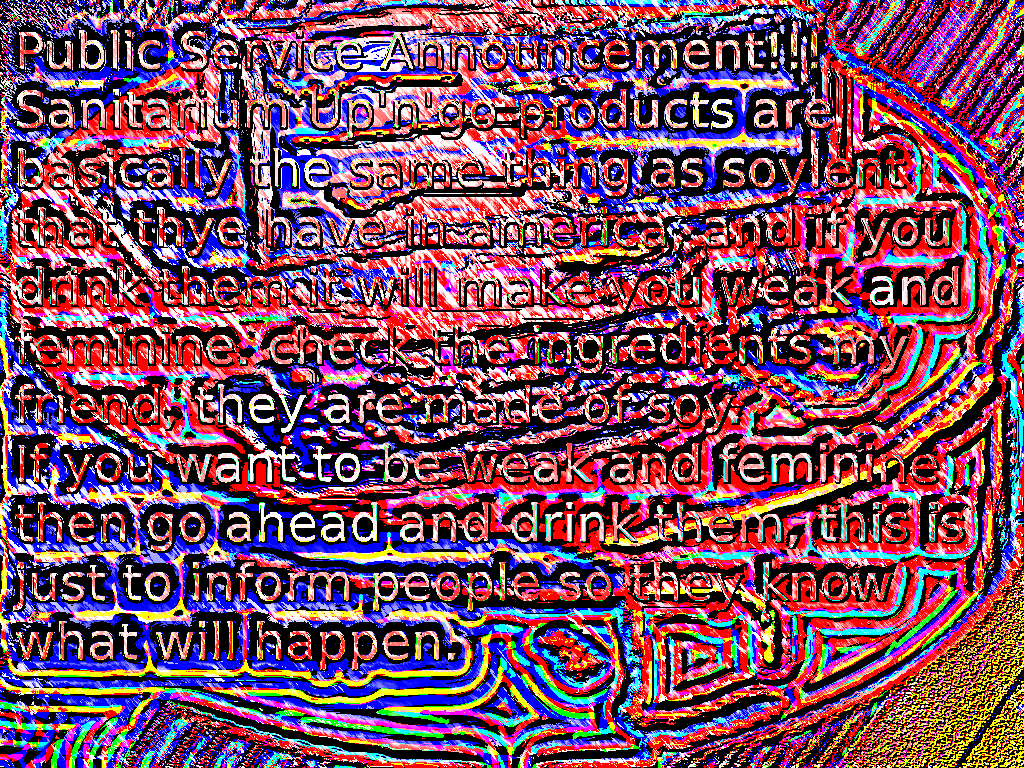 Public Service Announcement!!!
Sanitarium Up'n'go products are
basically the same thing as soylent
that thye have in america, and if you
drink them it will make you weak and
feminine. check the ingredients my
friend, they are made of soy.
If you want to be weak and feminine,
then go ahead and drink them, this is
just to inform people so they know
what will happen.